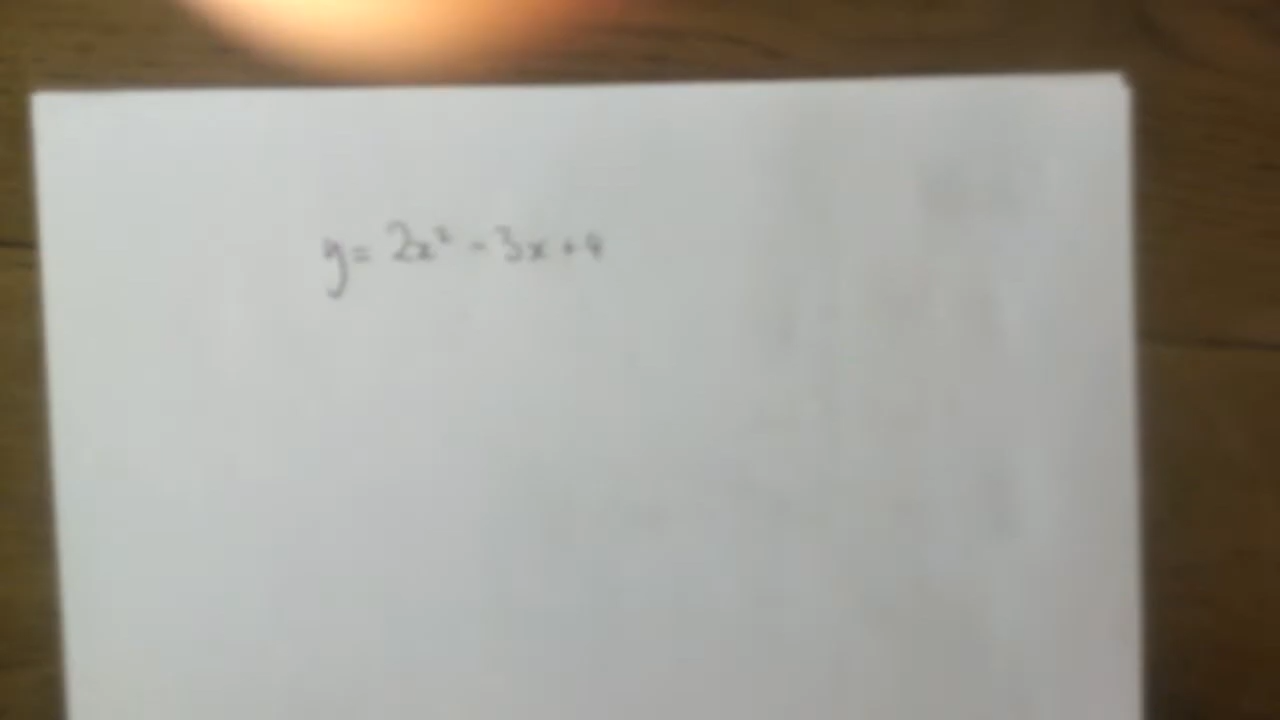 y = 2x² - 3x + 4